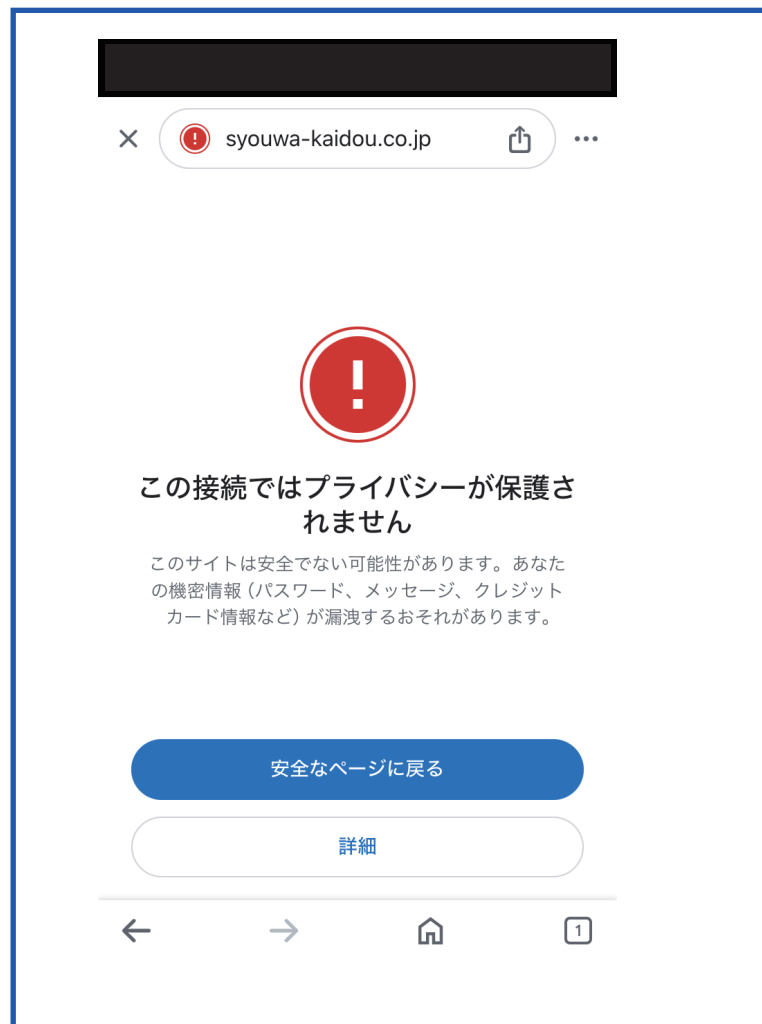 syouwa-kaidou.co.jp
この接続ではプライバシーが保護さ
れません
このサイトは安全でない可能性があります。あなた
の機密情報（パスワード、メッセージ、クレジット
カード情報など）が漏洩するおそれがあります。
安全なページに戻る
詳細
1